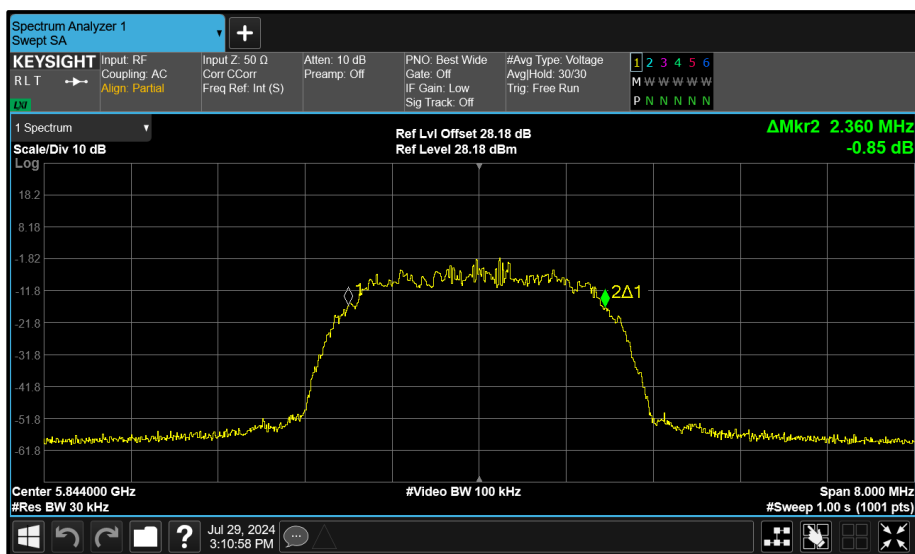 Spectrum Analyzer 1
Swept SA
KEYSIGHT
R L T
LXI
Input: RF
Coupling: AC
Align: Partial
Input Z: 50 Ω
Corr CCorr
Freq Ref: Int (S)
Atten: 10 dB
Preamp: Off
PNO: Best Wide
Gate: Off
IF Gain: Low
Sig Track: Off
#Avg Type: Voltage
Avg|Hold: 30/30
Trig: Free Run
1 2 3 4 5 6
M W W W W W
P N N N N N
1 Spectrum
Scale/Div 10 dB
Log
Ref Lvl Offset 28.18 dB
Ref Level 28.18 dBm
ΔMkr2 2.360 MHz
-0.85 dB
18.2
8.18
-1.82
-11.8
-21.8
-31.8
-41.8
-51.8
-61.8
1
2Δ1
Center 5.844000 GHz
#Res BW 30 kHz
#Video BW 100 kHz
Span 8.000 MHz
#Sweep 1.00 s (1001 pts)
Jul 29, 2024
3:10:58 PM